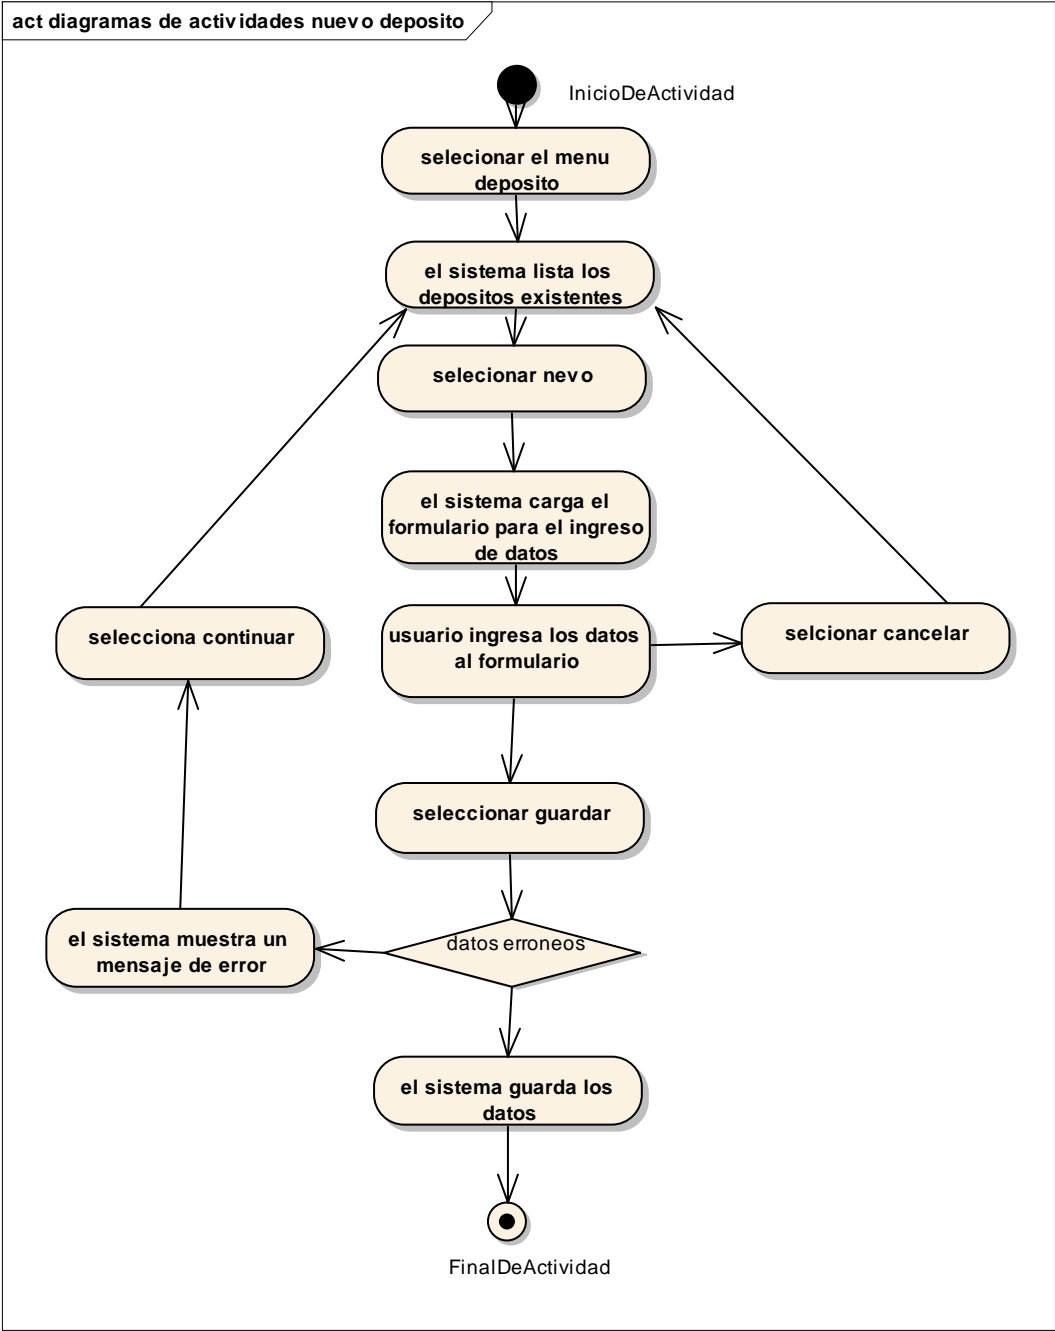 act diagramas de actividades nuevo deposito
InicioDeActividad
selecionar el menu
deposito
el sistema lista los
depositos existentes
selecionar nevo
el sistema carga el
formulario para el ingreso
de datos
selecciona continuar
usuario ingresa los datos
al formulario
selcionar cancelar
seleccionar guardar
el sistema muestra un
mensaje de error
datos erroneos
el sistema guarda los
datos
FinalDeActividad